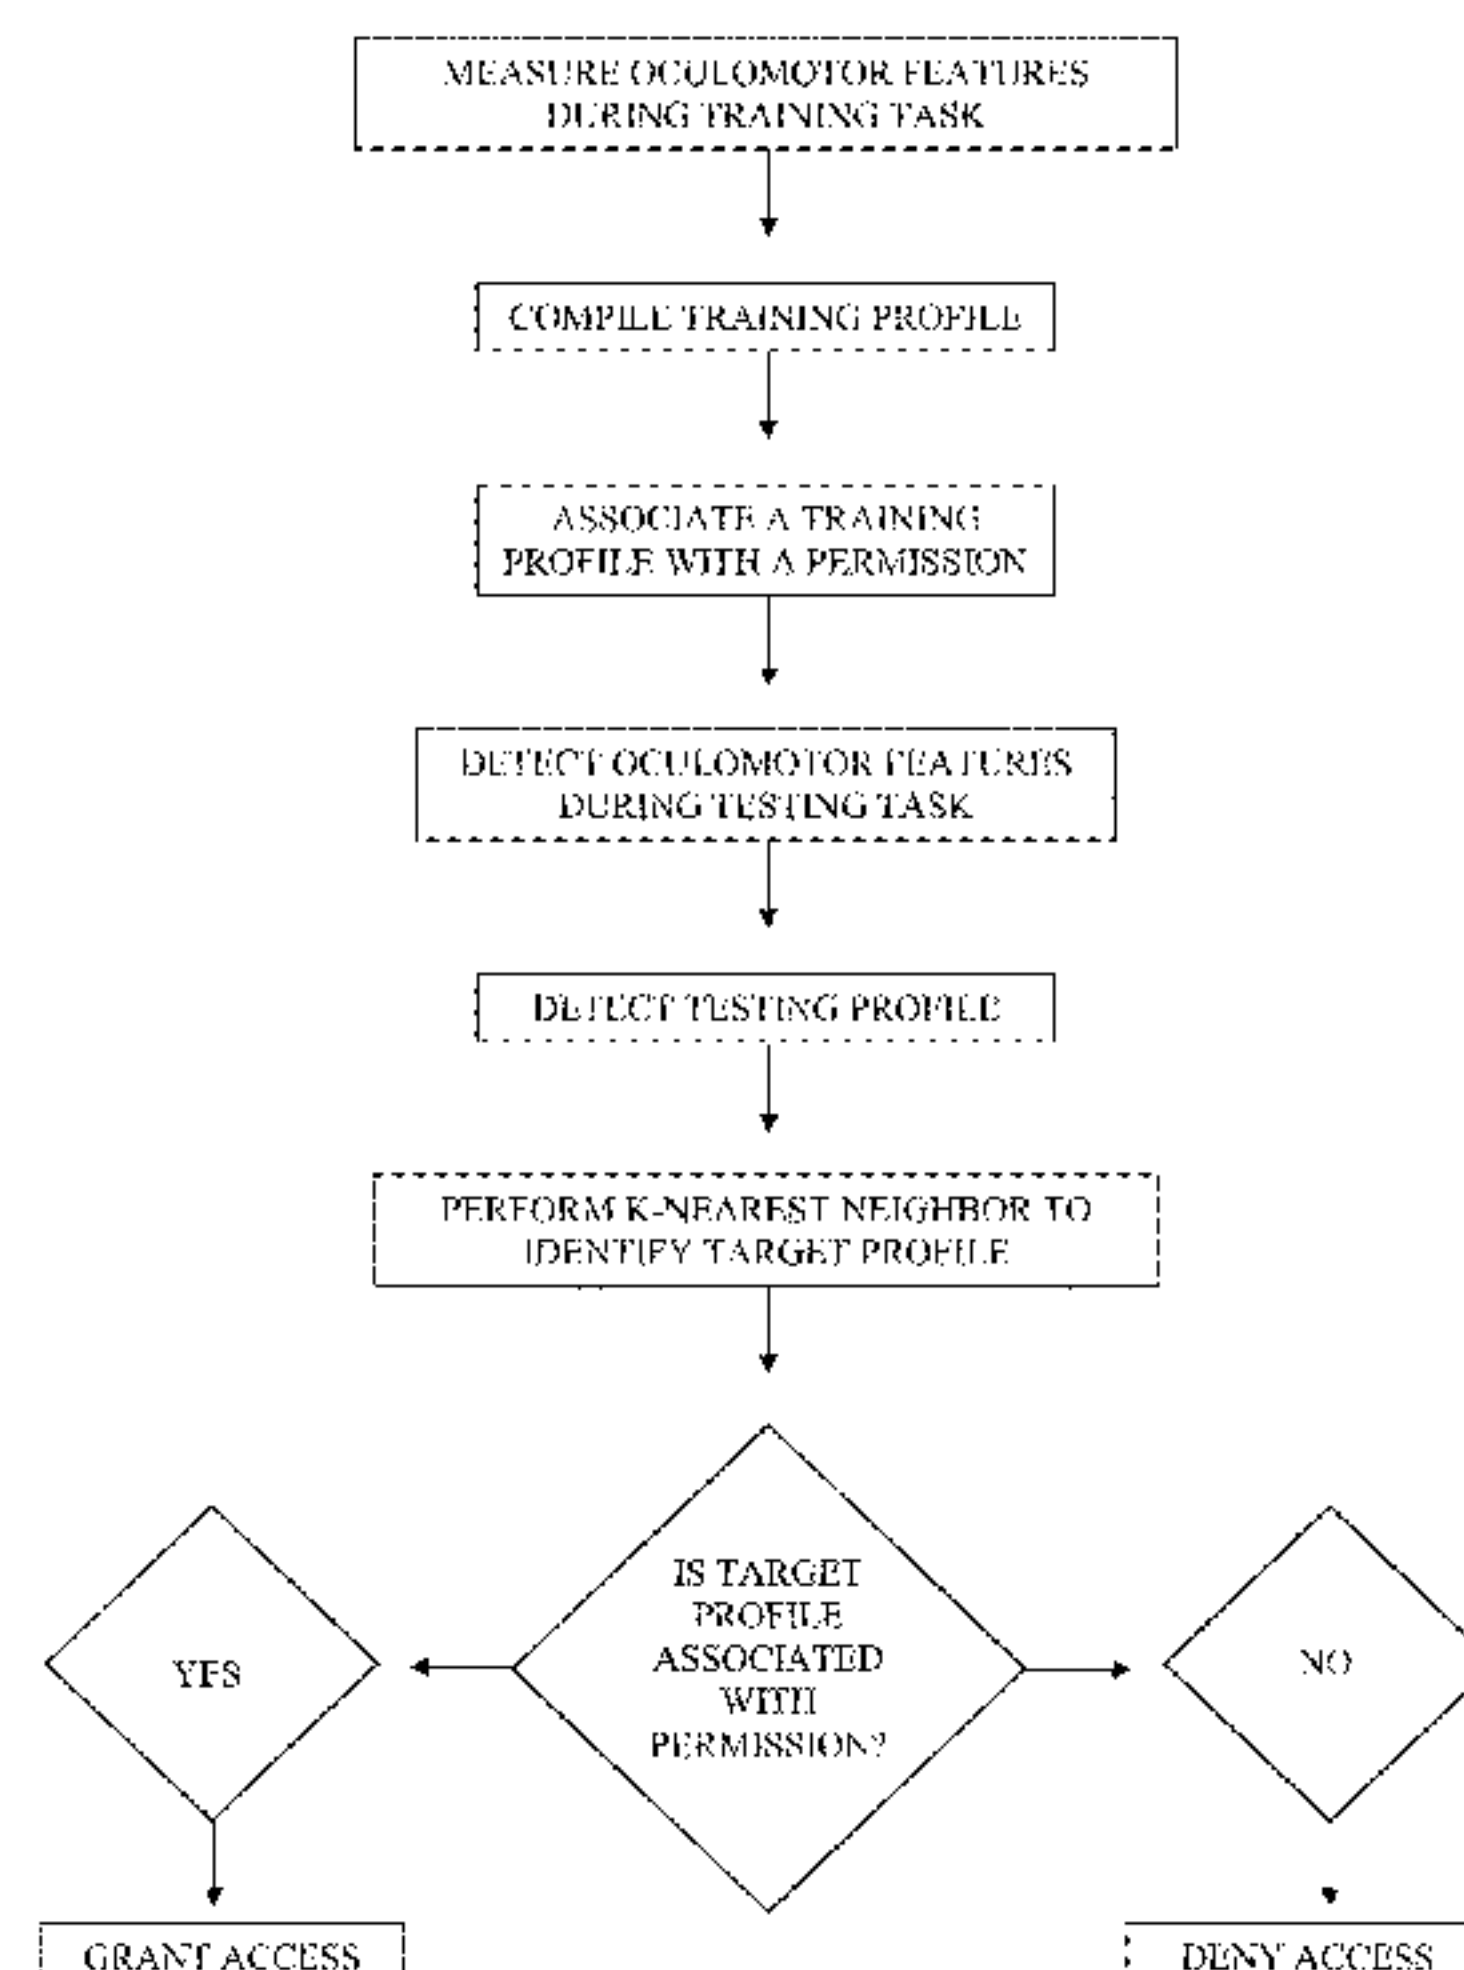 MEASURE OCULOMOTOR FEATURES
DURING TRAINING TASK
COMPILE TRAINING PROFILE
ASSOCIATE A TRAINING
PROFILE WITH A PERMISSION
DETECT OCULOMOTOR FEATURES
DURING TESTING TASK
DETECT TESTING PROFILE
PERFORM K-NEAREST NEIGHBOR TO
IDENTIFY TARGET PROFILE
IS TARGET
PROFILE
ASSOCIATED
WITH
PERMISSION?
YES
NO
GRANT ACCESS
DENY ACCESS